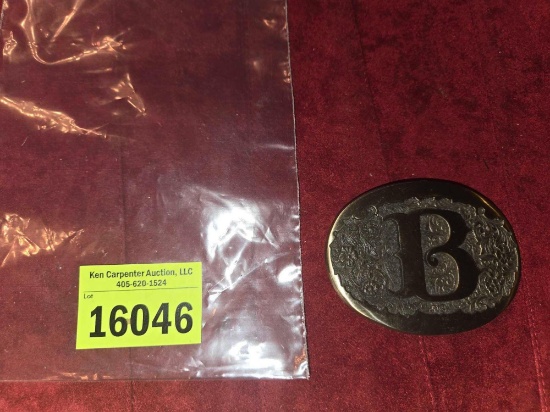 Ken Carpenter Auction, LLC
405-620-1524
Lot
16046
B